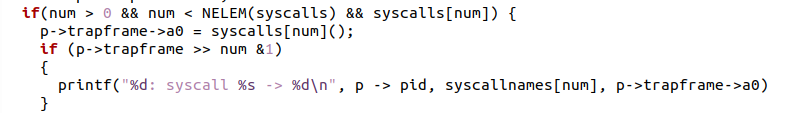 if(num > 0 && num < NELEM(syscalls) && syscalls[num]) {
p->trapframe->a0 = syscalls[num]();
if (p->trapframe >> num &1)
{
printf("%d: syscall %s -> %d\n", p -> pid, syscallnames[num], p->trapframe->a0)
}